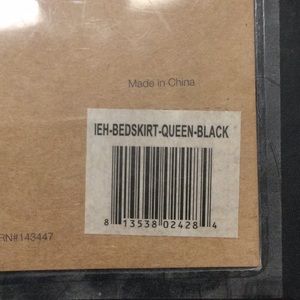 Made in China
IEH-BEDSKIRT-QUEEN-BLACK
8 13538 02428 4
RN#143447